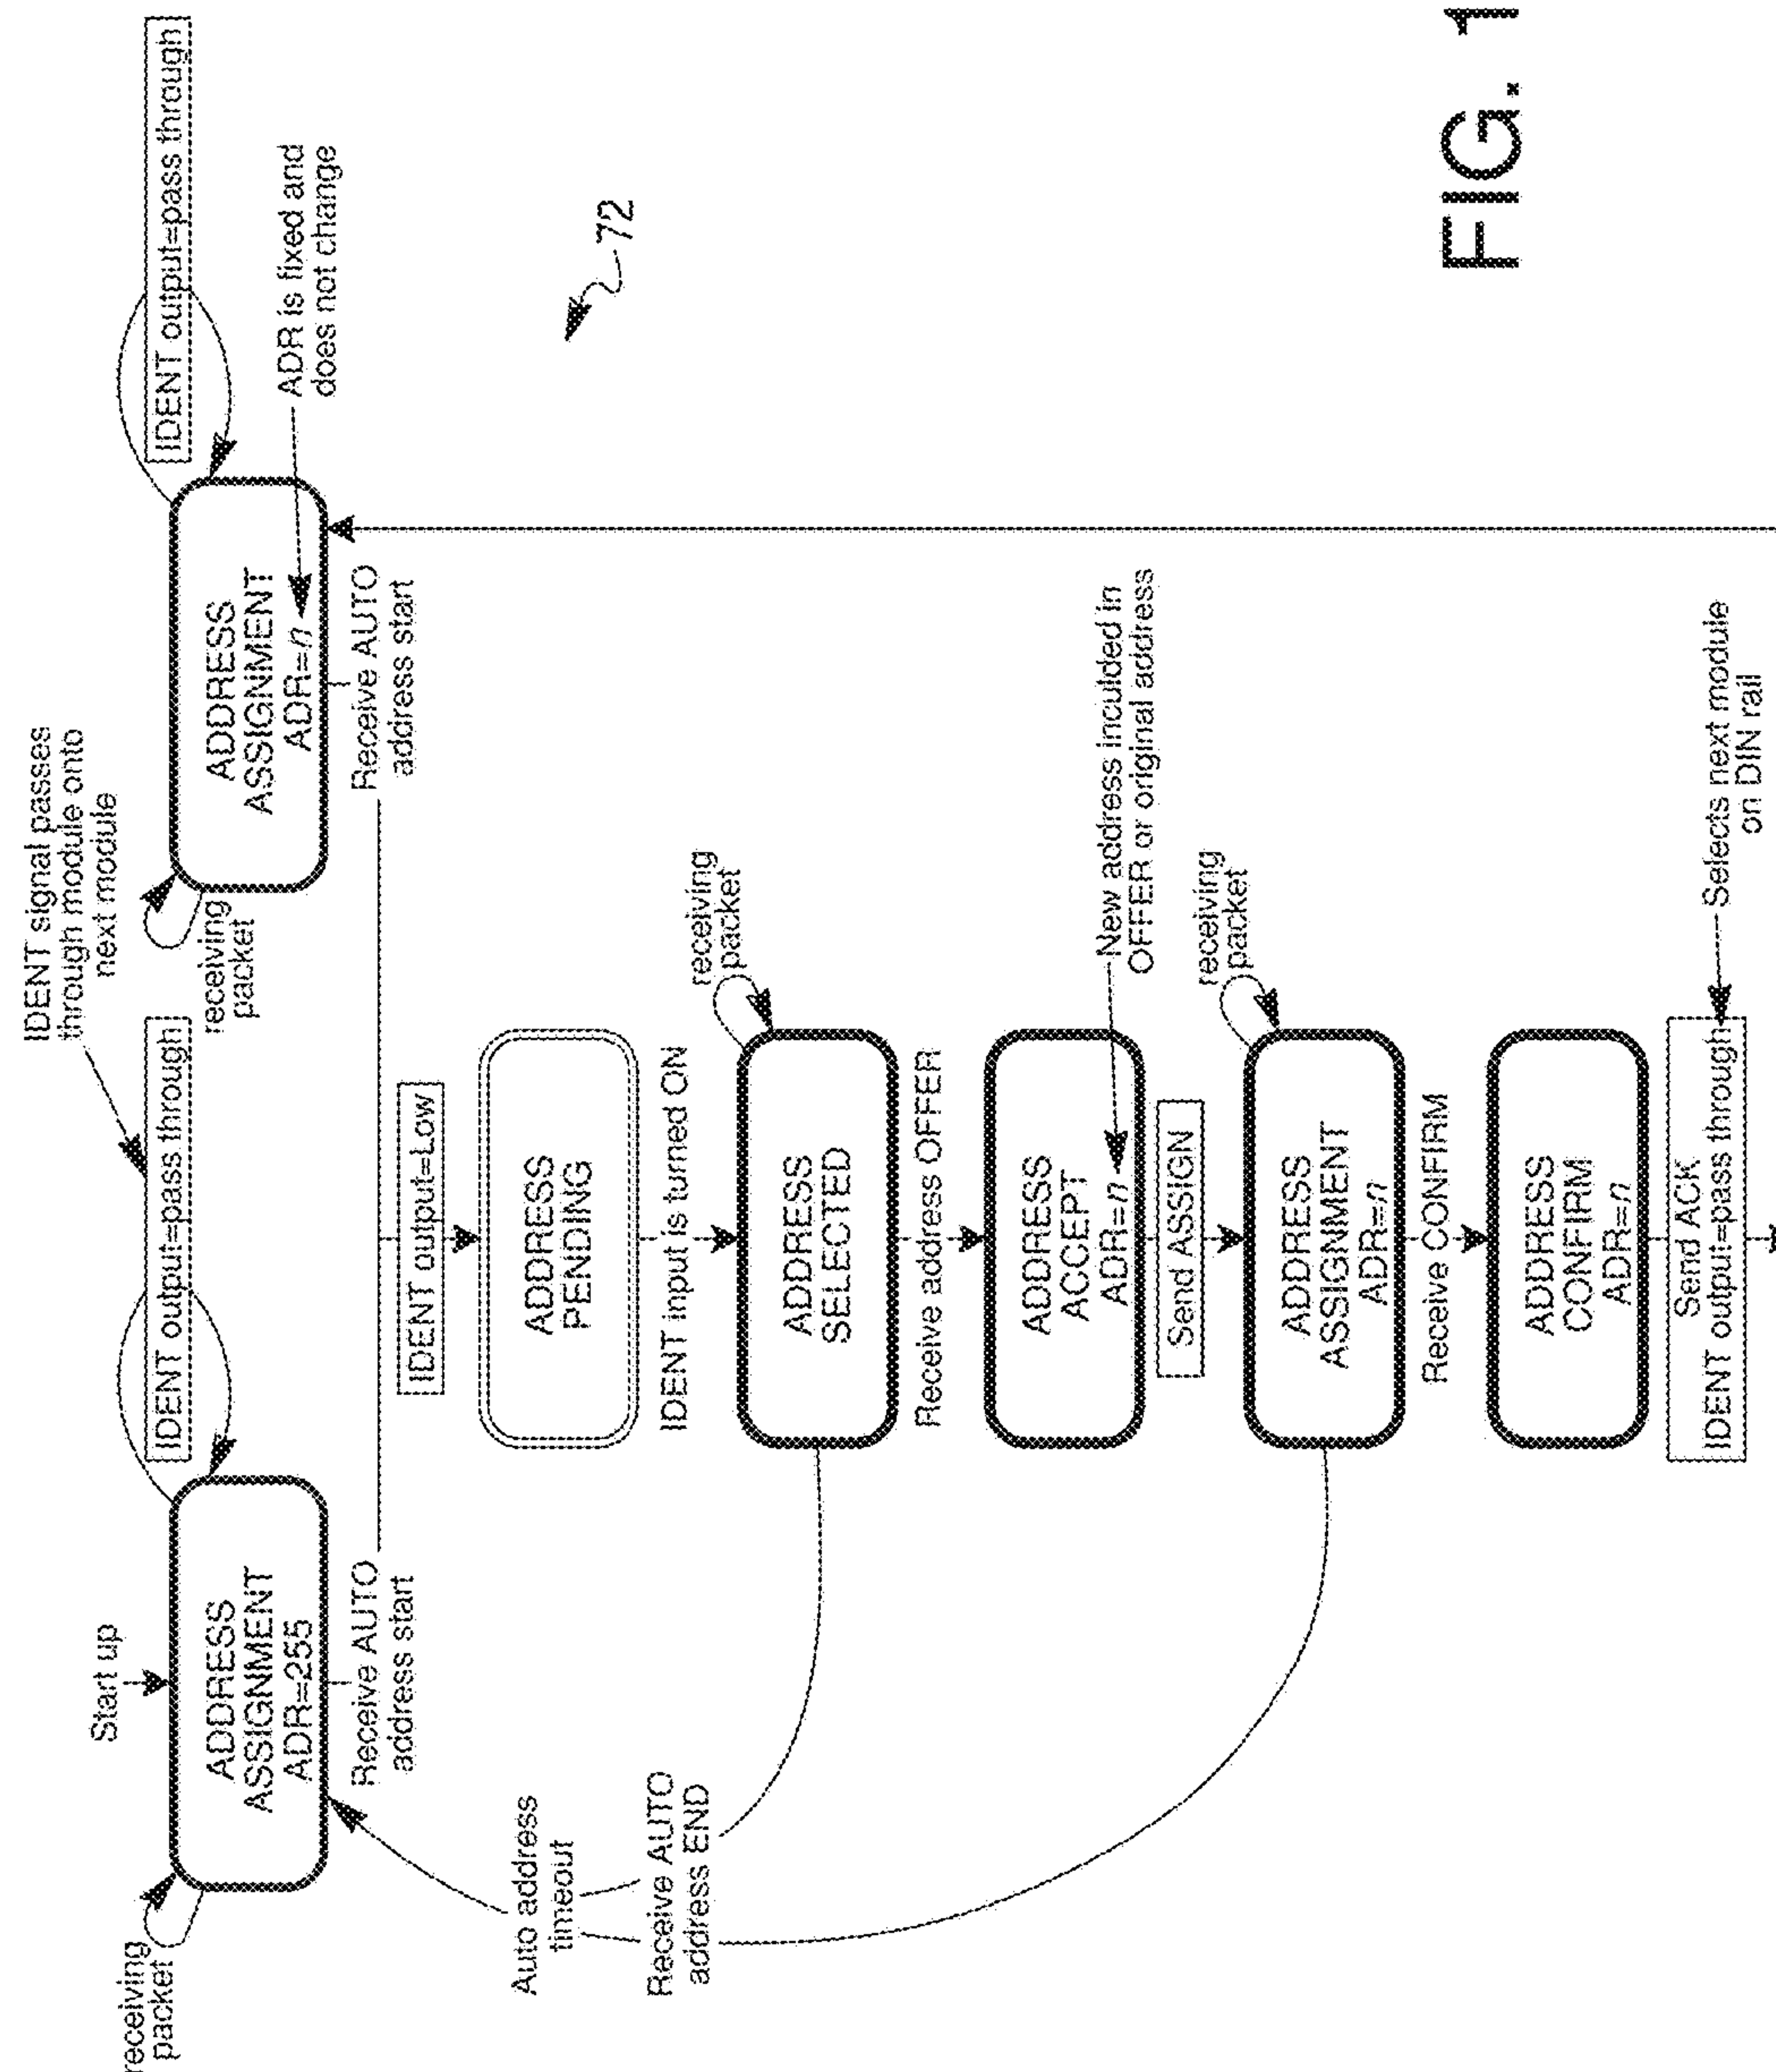 Start up
receiving
packet
ADDRESS
ASSIGNMENT
ADR=255
IDENT output=pass through
IDENT signal passes
through module onto
next module
receiving
packet
ADDRESS
ASSIGNMENT
ADR=n
IDENT output=pass through
ADR is fixed and
does not change
Receive AUTO
address start
Receive AUTO
address start
72
IDENT output=Low
ADDRESS
PENDING
IDENT input is turned ON
Auto address
timeout
Receive AUTO
address END
ADDRESS
SELECTED
receiving
packet
Receive address OFFER
ADDRESS
ACCEPT
ADR=n
New address inculded in
OFFER or original address
Send ASSIGN
ADDRESS
ASSIGNMENT
ADR=n
receiving
packet
Receive CONFIRM
ADDRESS
CONFIRM
ADR=n
Send ACK
IDENT output=pass through
Selects next module
on DIN rail
FIG. 1